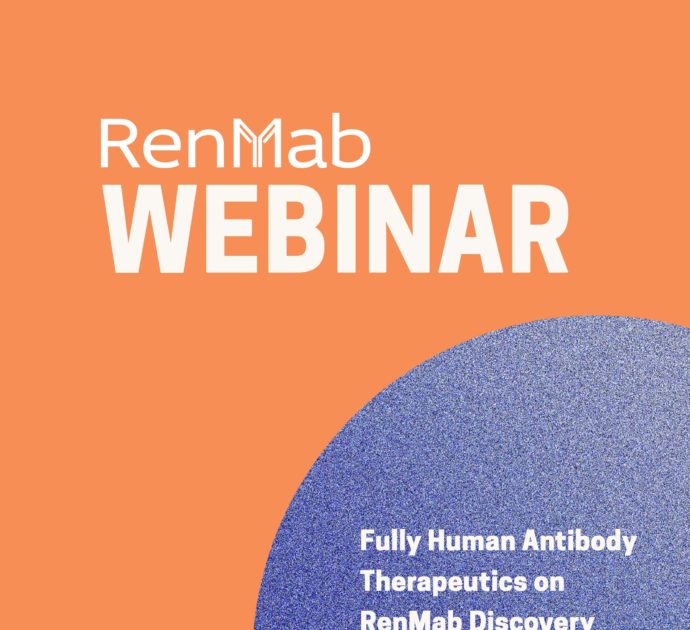 RenMab
WEBINAR
Fully Human Antibody
Therapeutics on
RenMab Discovery